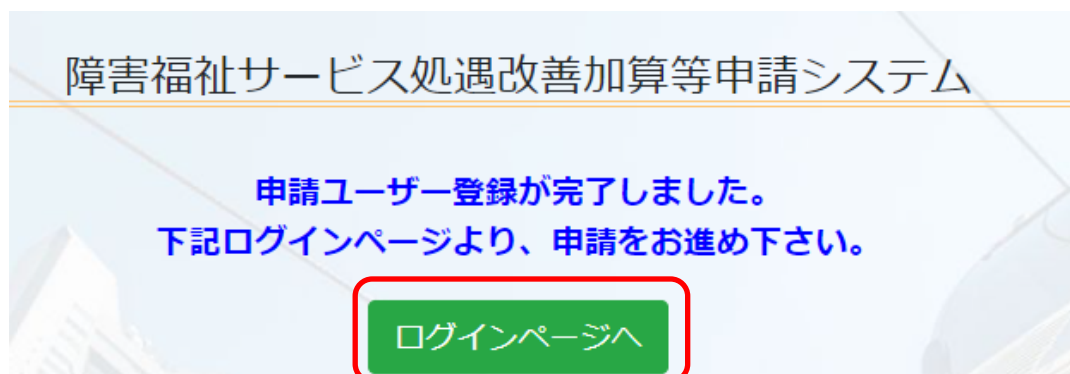 障害福祉サービス処遇改善加算等申請システム
申請ユーザー登録が完了しました。
下記ログインページより、申請をお進め下さい。
ログインページへ